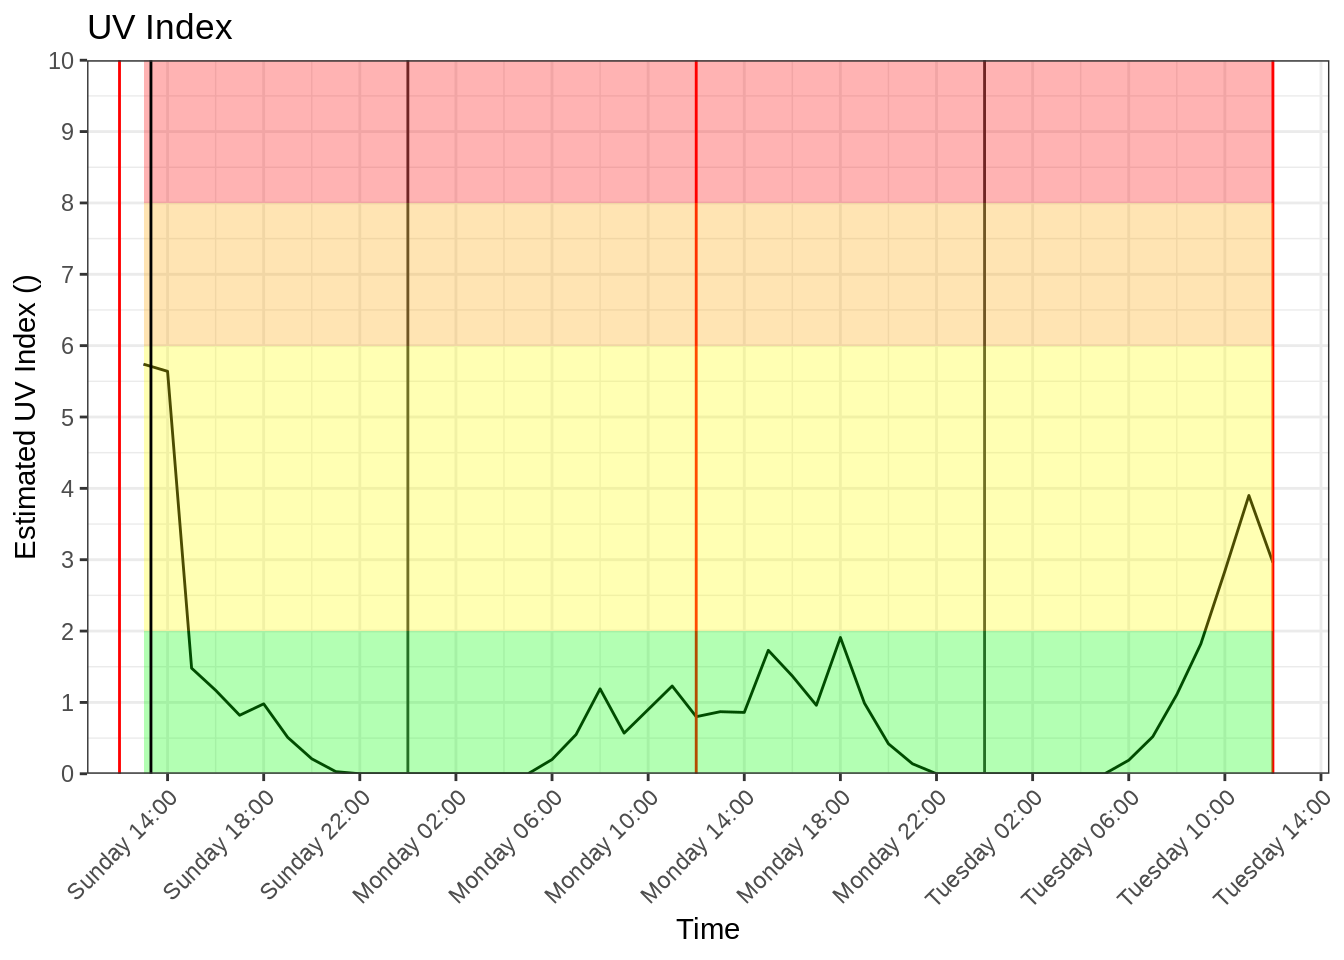 UV Index
Estimated UV Index ()
10
9
8
7
6
5
4
3
2
1
0
Sunday 14:00
Sunday 18:00
Sunday 22:00
Monday 02:00
Monday 06:00
Monday 10:00
Monday 14:00
Monday 18:00
Monday 22:00
Tuesday 02:00
Tuesday 06:00
Tuesday 10:00
Tuesday 14:00
Time